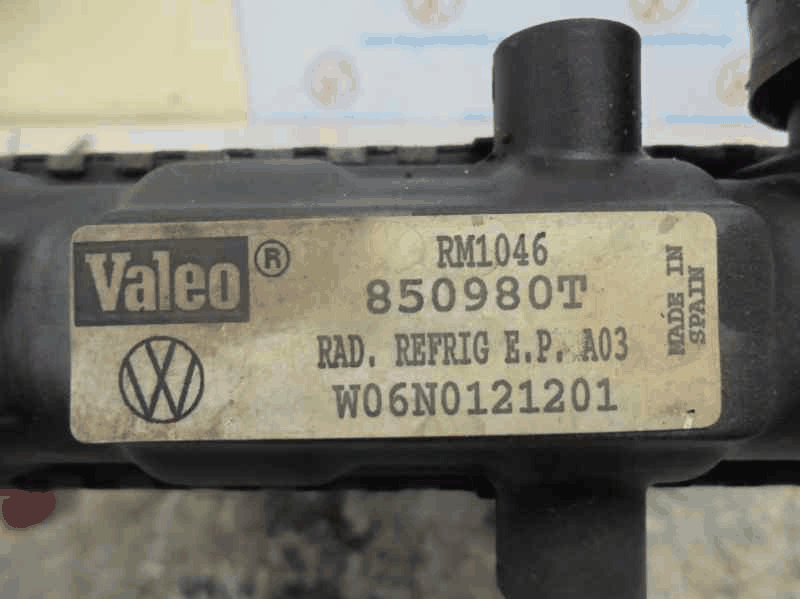 Valeo ®
RM1046
850980T
RAD. REFRIG E.P. A03
W06N0121201
MADE IN
SPAIN